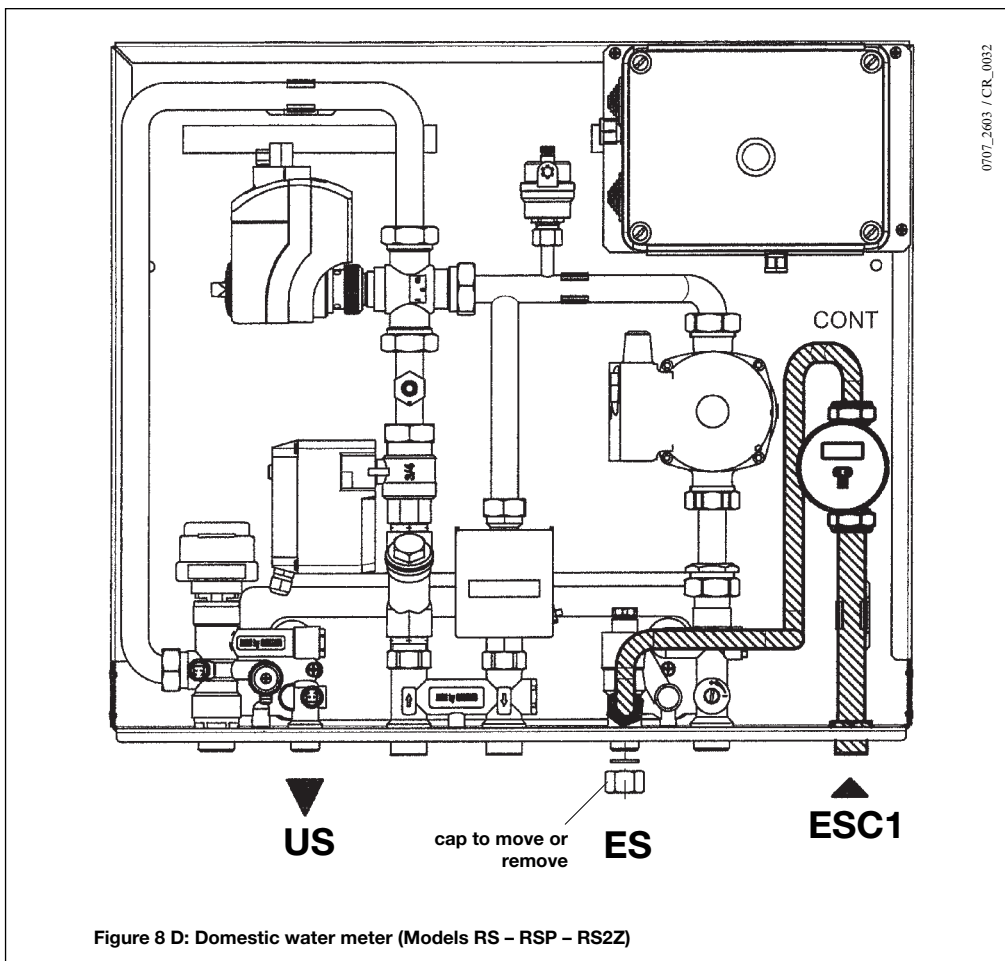 0707_2603 / CR_0032
CONT
3/4
US
cap to move or
remove
ES
ESC1
Figure 8 D: Domestic water meter (Models RS – RSP – RS2Z)